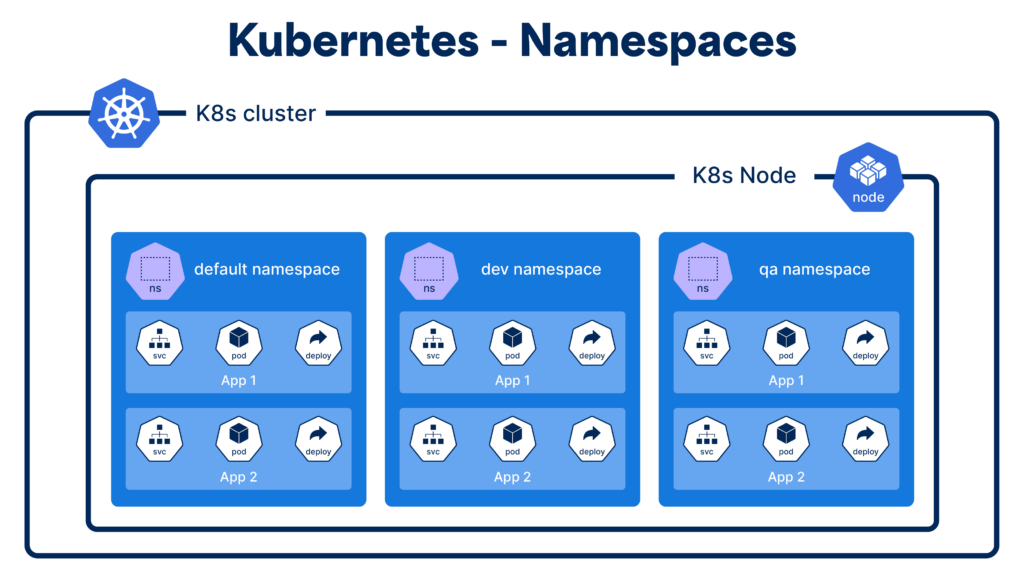 Kubernetes - Namespaces
K8s cluster
K8s Node
node
ns
default namespace
svc
pod
deploy
App 1
svc
pod
deploy
App 2
ns
dev namespace
svc
pod
deploy
App 1
svc
pod
deploy
App 2
ns
qa namespace
svc
pod
deploy
App 1
svc
pod
deploy
App 2